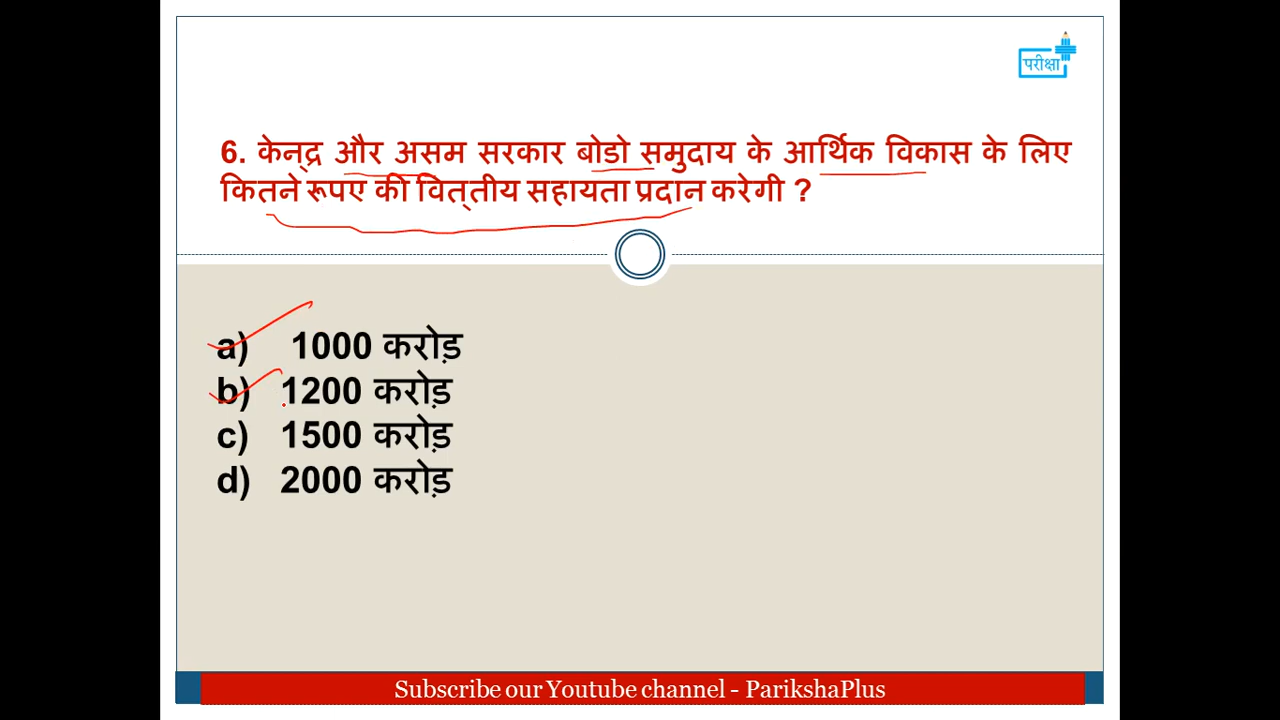 परीक्षा
6. केन्द्र और असम सरकार बोडो समुदाय के आर्थिक विकास के लिए
कितने रूपए की वित्तीय सहायता प्रदान करेगी ?
a) 1000 करोड़
b) 1200 करोड़
c) 1500 करोड़
d) 2000 करोड़
Subscribe our Youtube channel - ParikshaPlus